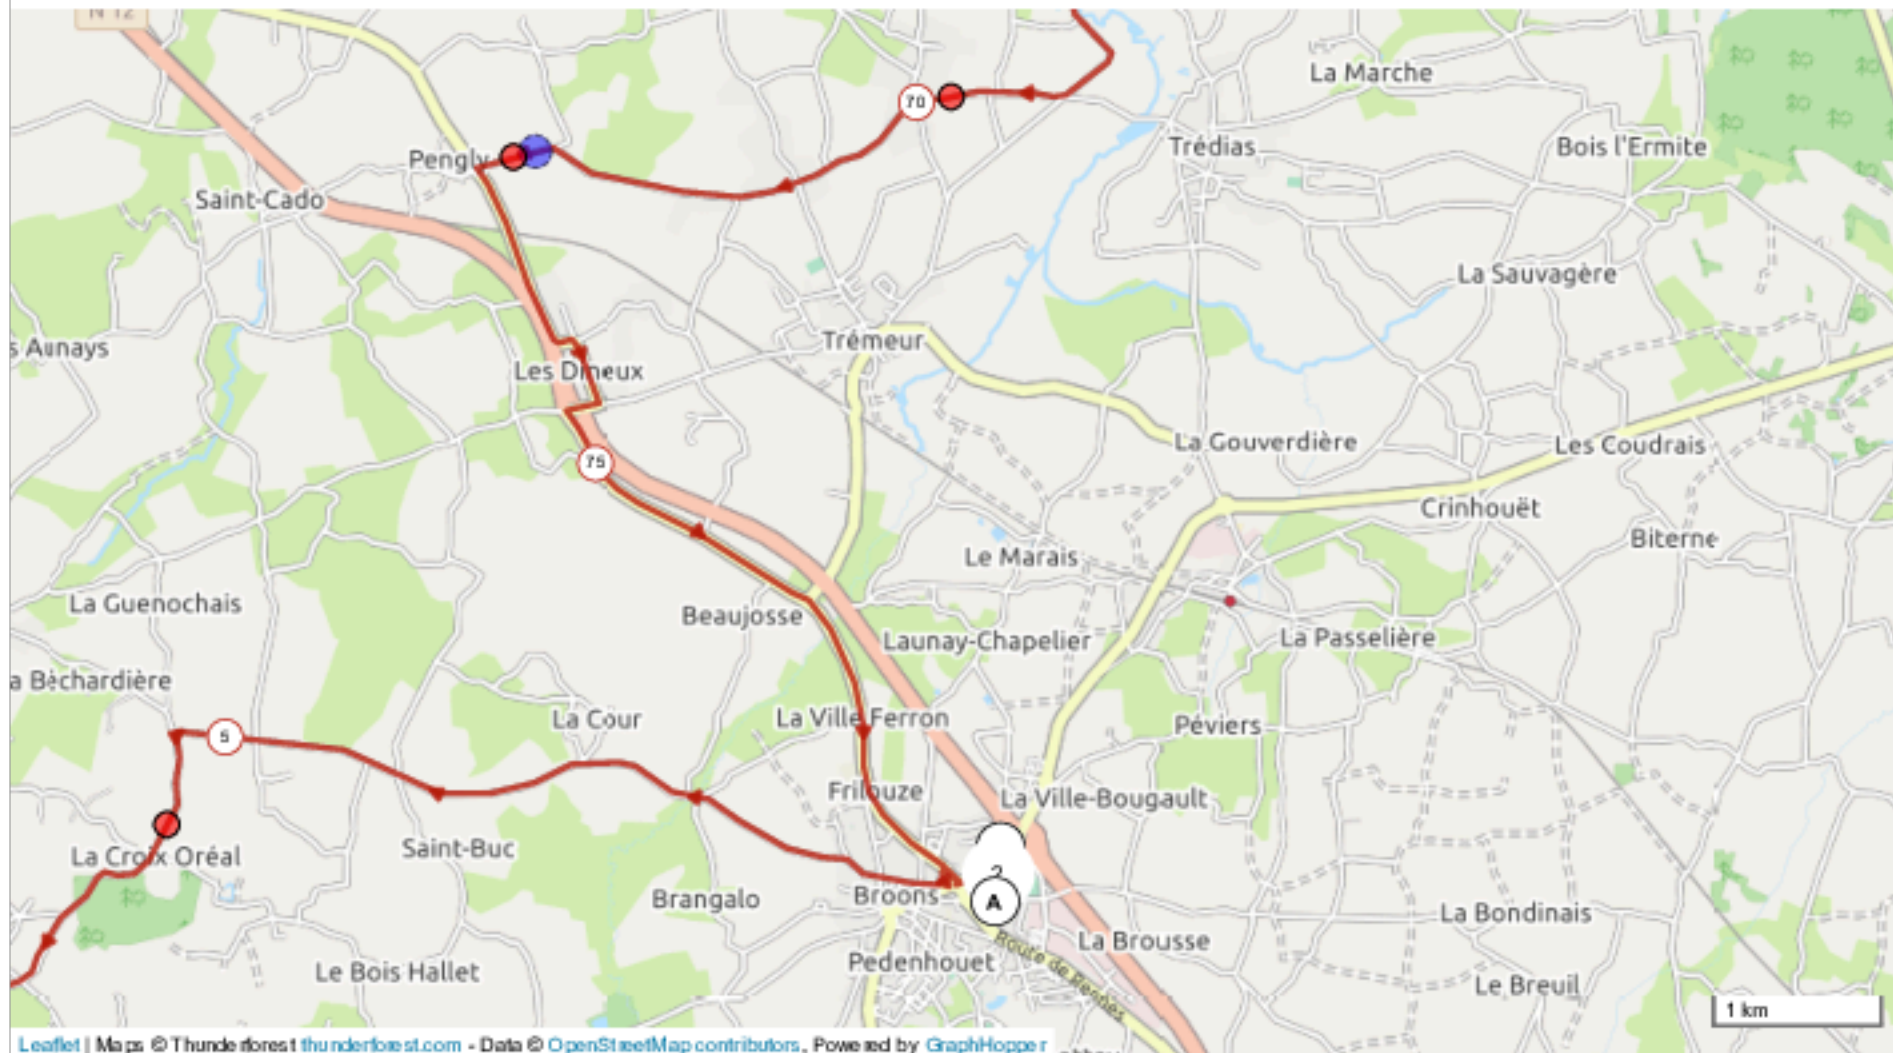 N 12
La Marche
70
Trédias
Bois l'Ermite
Pengly
Saint-Cado
La Sauvagère
Trémeur
s Aunays
Les Dineux
La Gouverdière
Les Coudrais
75
Crinhouët
Biterne
Le Marais
La Guenochais
Beaujosse
Launay-Chapelier
La Passelière
a Bèchardière
La Cour
La Ville Ferron
Péviers
5
Frilouze
La Ville-Bougault
La Croix Oréal
Saint-Buc
2
A
Broons
Brangalo
La Bondinais
La Brousse
Route de Rennes
Pedenhouet
Le Bois Hallet
Le Breuil
1 km
Leaflet | Maps © Thunderforest thunderforest.com - Data © OpenStreetMap contributors, Powered by GraphHopper